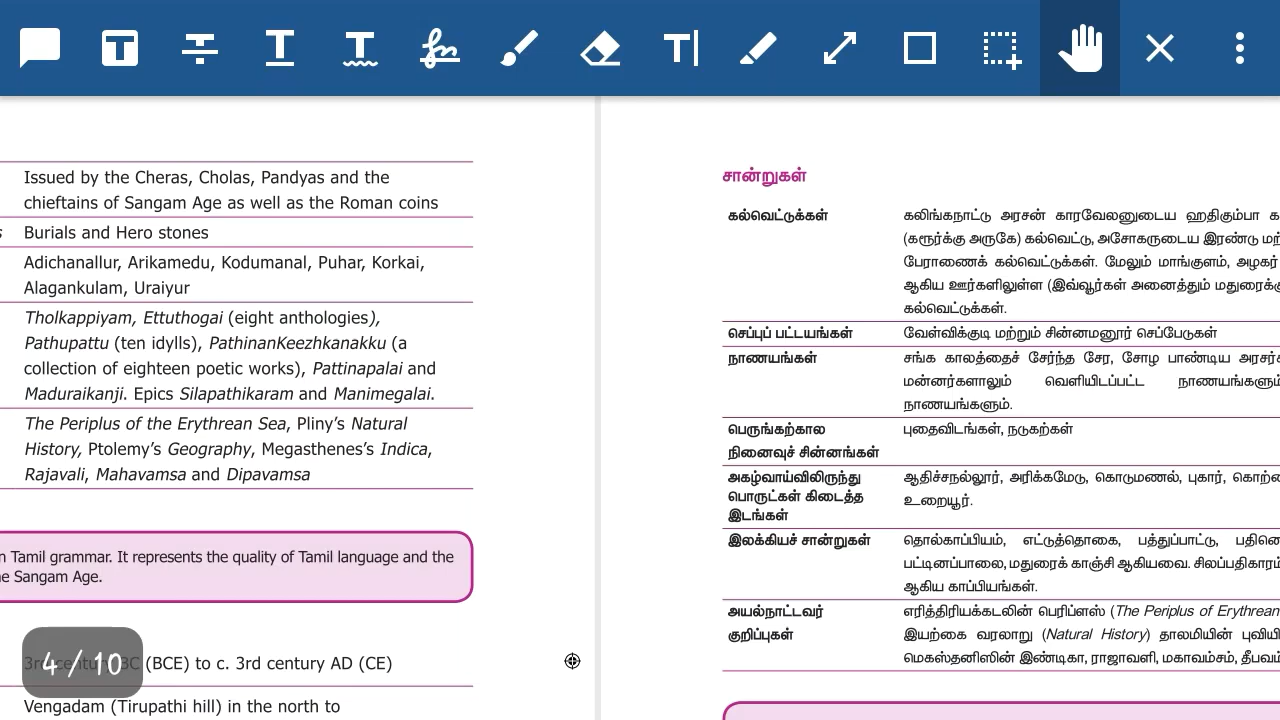 Issued by the Cheras, Cholas, Pandyas and the
chieftains of Sangam Age as well as the Roman coins
s Burials and Hero stones
Adichanallur, Arikamedu, Kodumanal, Puhar, Korkai,
Alagankulam, Uraiyur
Tholkappiyam, Ettuthogai (eight anthologies),
Pathupattu (ten idylls), PathinanKeezhkanakku (a
collection of eighteen poetic works), Pattinapalai and
Maduraikanji. Epics Silapathikaram and Manimegalai.
The Periplus of the Erythrean Sea, Pliny's Natural
History, Ptolemy's Geography, Megasthenes's Indica,
Rajavali, Mahavamsa and Dipavamsa
n Tamil grammar. It represents the quality of Tamil language and the
e Sangam Age.
3rd century BC (BCE) to c. 3rd century AD (CE)
4 / 10
Vengadam (Tirupathi hill) in the north to
சான்றுகள்
கல்வெட்டுக்கள் கலிங்கநாட்டு அரசன் காரவேலனுடைய ஹதிகும்பா க
(கரூர்க்கு அருகே) கல்வெட்டு, அசோகருடைய இரண்டு மற்
பேராணைக் கல்வெட்டுக்கள். மேலும் மாங்குளம், அழகர்
ஆகிய ஊர்களிலுள்ள (இவ்வூர்கள் அனைத்தும் மதுரைக்கு
கல்வெட்டுக்கள்.
செப்புப் பட்டயங்கள் வேள்விக்குடி மற்றும் சின்னமனூர் செப்பேடுகள்
நாணயங்கள் சங்க காலத்தைச் சேர்ந்த சேர, சோழ பாண்டிய அரசர்க
மன்னர்களாலும் வெளியிடப்பட்ட நாணயங்களும்
நாணயங்களும்.
பெருங்கற்கால புதைவிடங்கள், நடுகற்கள்
நினைவுச் சின்னங்கள்
அகழ்வாய்விலிருந்து ஆதிச்சநல்லூர், அரிக்கமேடு, கொடுமணல், புகார், கொற்கை
பொருட்கள் கிடைத்த உறையூர்.
இடங்கள்
இலக்கியச் சான்றுகள் தொல்காப்பியம், எட்டுத்தொகை, பத்துப்பாட்டு, பதினெ
பட்டினப்பாலை, மதுரைக் காஞ்சி ஆகியவை. சிலப்பதிகாரம்
ஆகிய காப்பியங்கள்.
அயல்நாட்டவர் எரித்திரியக்கடலின் பெரிப்ளஸ் (The Periplus of Erythrean
குறிப்புகள் இயற்கை வரலாறு (Natural History) தாலமியின் புவியி
மெகஸ்தனிஸின் இண்டிகா, ராஜாவளி, மகாவம்சம், தீபவம்